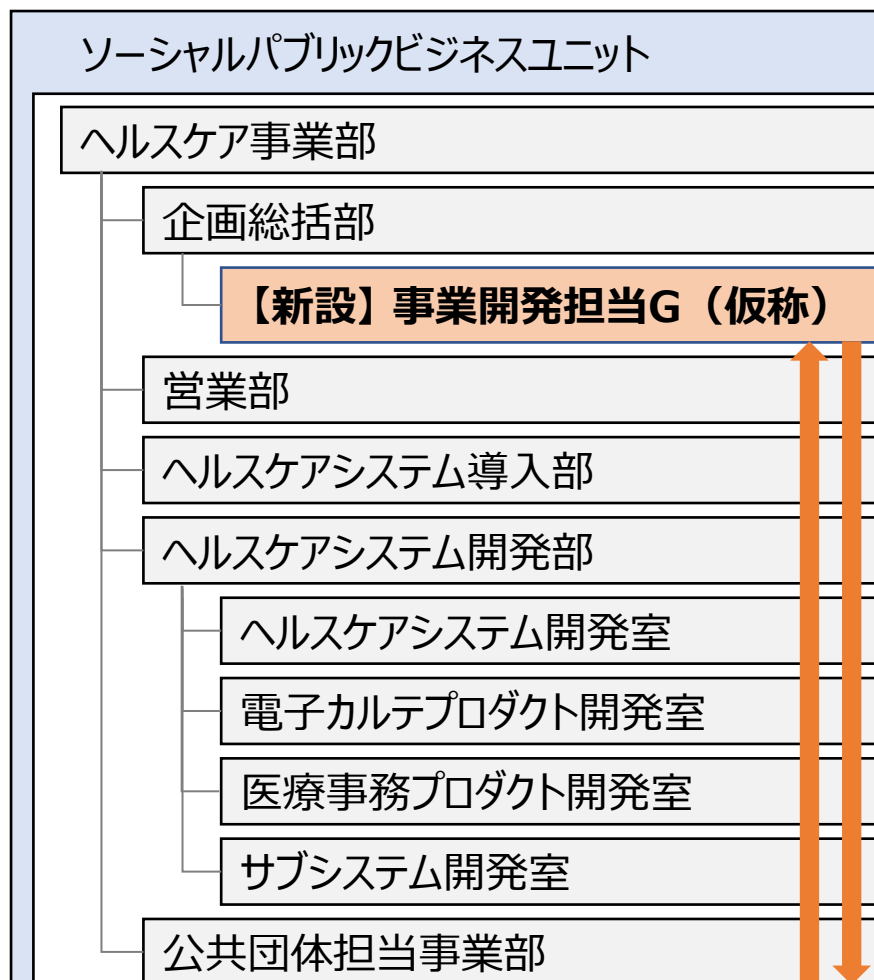 ソーシャルパブリックビジネスユニット
ヘルスケア事業部
企画総括部
【新設】事業開発担当G（仮称）
営業部
ヘルスケアシステム導入部
ヘルスケアシステム開発部
ヘルスケアシステム開発室
電子カルテプロダクト開発室
医療事務プロダクト開発室
サブシステム開発室
公共団体担当事業部